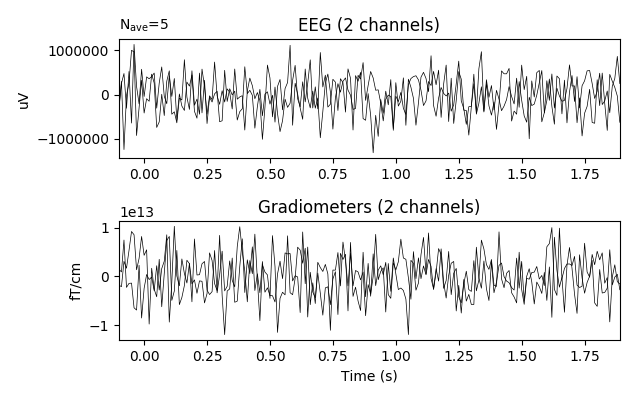 N_ave=5
EEG (2 channels)
1000000
0
−1000000
uV
0.00 0.25 0.50 0.75 1.00 1.25 1.50 1.75
Gradiometers (2 channels)
1e13
1
0
−1
fT/cm
0.00 0.25 0.50 0.75 1.00 1.25 1.50 1.75
Time (s)